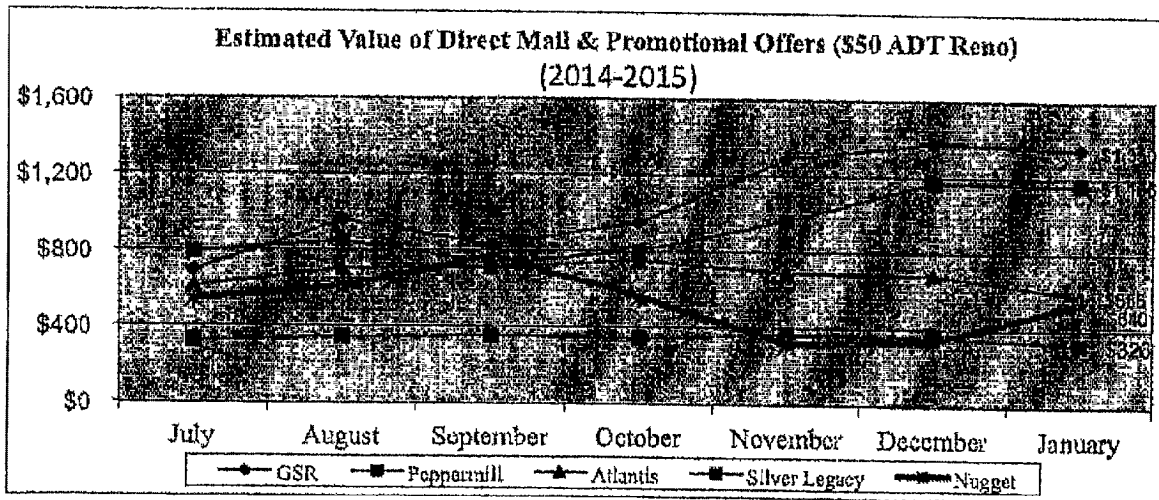 Estimated Value of Direct Mail & Promotional Offers ($50 ADT Reno)
(2014-2015)
$1,600
$1,200
$800
$400
$0
$640
$320
July August September October November December January
GSR Peppermill Atlantis Silver Legacy Nugget